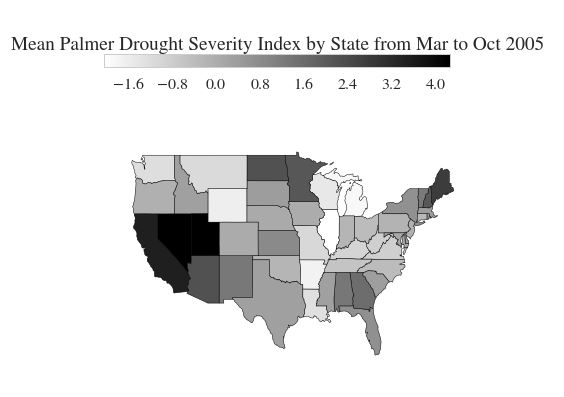 Mean Palmer Drought Severity Index by State from Mar to Oct 2005
−1.6 −0.8 0.0 0.8 1.6 2.4 3.2 4.0